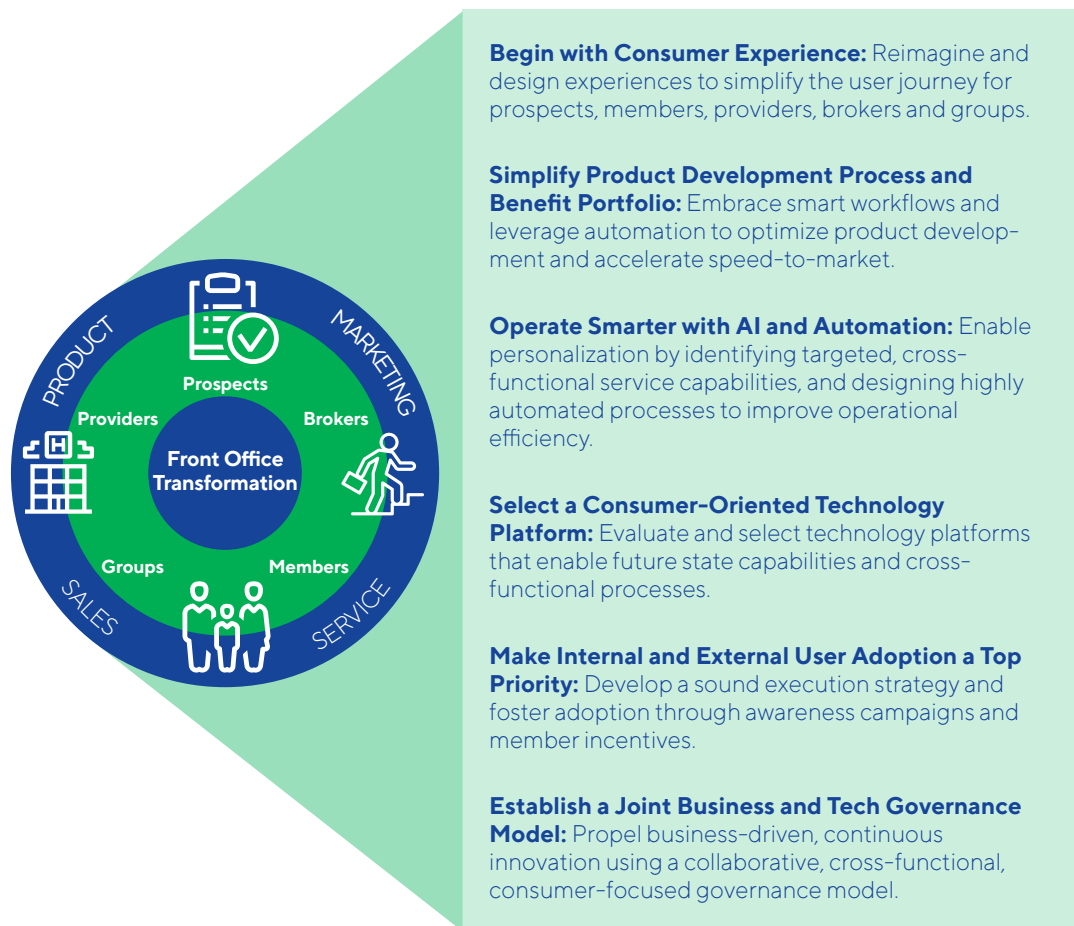 PRODUCT
MARKETING
Prospects
Providers
Brokers
H
Front Office
Transformation
Groups
Members
SALES
SERVICE
Begin with Consumer Experience: Reimagine and
design experiences to simplify the user journey for
prospects, members, providers, brokers and groups.
Simplify Product Development Process and
Benefit Portfolio: Embrace smart workflows and
leverage automation to optimize product develop-
ment and accelerate speed-to-market.
Operate Smarter with AI and Automation: Enable
personalization by identifying targeted, cross-
functional service capabilities, and designing highly
automated processes to improve operational
efficiency.
Select a Consumer-Oriented Technology
Platform: Evaluate and select technology platforms
that enable future state capabilities and cross-
functional processes.
Make Internal and External User Adoption a Top
Priority: Develop a sound execution strategy and
foster adoption through awareness campaigns and
member incentives.
Establish a Joint Business and Tech Governance
Model: Propel business-driven, continuous
innovation using a collaborative, cross-functional,
consumer-focused governance model.